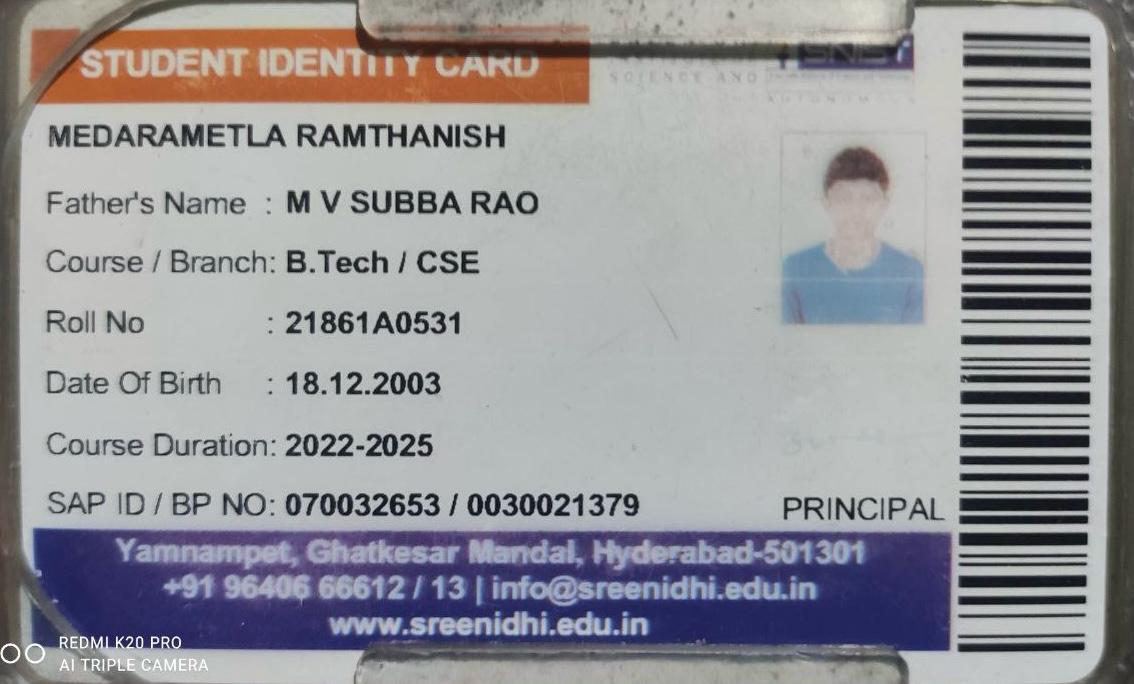 STUDENT IDENTITY CARD
SCIENCE AND
SNIST
AUTONOMOUS
MEDARAMETLA RAMTHANISH
Father's Name : M V SUBBA RAO
Course / Branch: B.Tech / CSE
Roll No : 21861A0531
Date Of Birth : 18.12.2003
Course Duration: 2022-2025
SAP ID / BP NO: 070032653 / 0030021379
PRINCIPAL
Yamnampet, Ghatkesar Mandal, Hyderabad-501301
+91 96406 66612 / 13 | info@sreenidhi.edu.in
www.sreenidhi.edu.in
REDMI K20 PRO
AI TRIPLE CAMERA